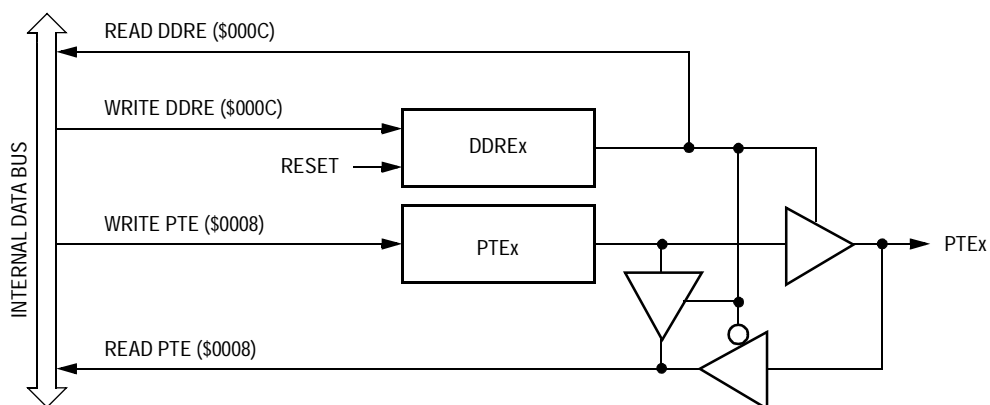 READ DDRE ($000C)
WRITE DDRE ($000C)
DDREx
RESET
INTERNAL DATA BUS
WRITE PTE ($0008)
PTEx
PTEx
READ PTE ($0008)